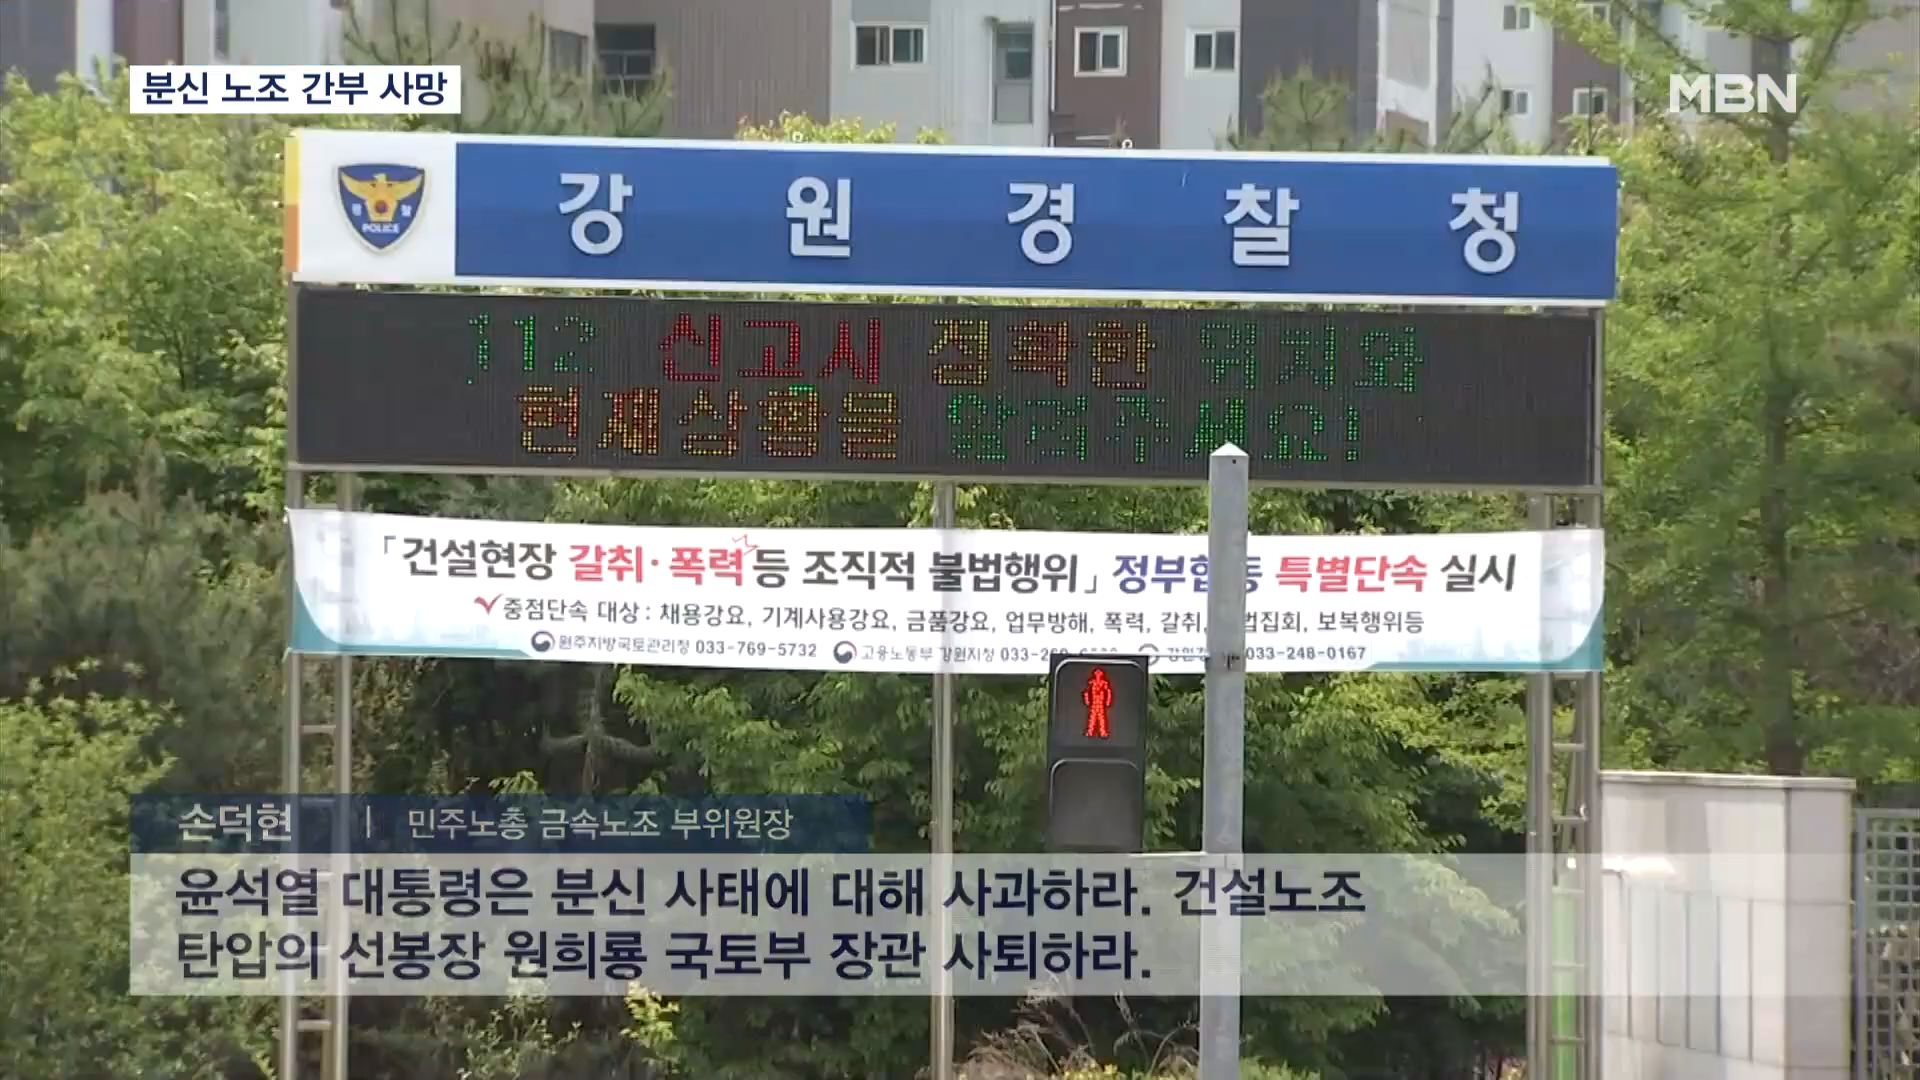 분신 노조 간부 사망
MBN
경찰
POLICE
강원경찰청
112 신고시 정확한 위치와
현재상황을 알려주세요!
「건설현장 갈취·폭력 등 조직적 불법행위」 정부합동 특별단속 실시
중점단속 대상 : 채용강요, 기계사용강요, 금품강요, 업무방해, 폭력, 갈취, 집회, 보복행위등
원주지방국토관리청 033-769-5732 고용노동부 강원지청 033- 033-248-0167
손덕현 | 민주노총 금속노조 부위원장
윤석열 대통령은 분신 사태에 대해 사과하라. 건설노조
탄압의 선봉장 원희룡 국토부 장관 사퇴하라.